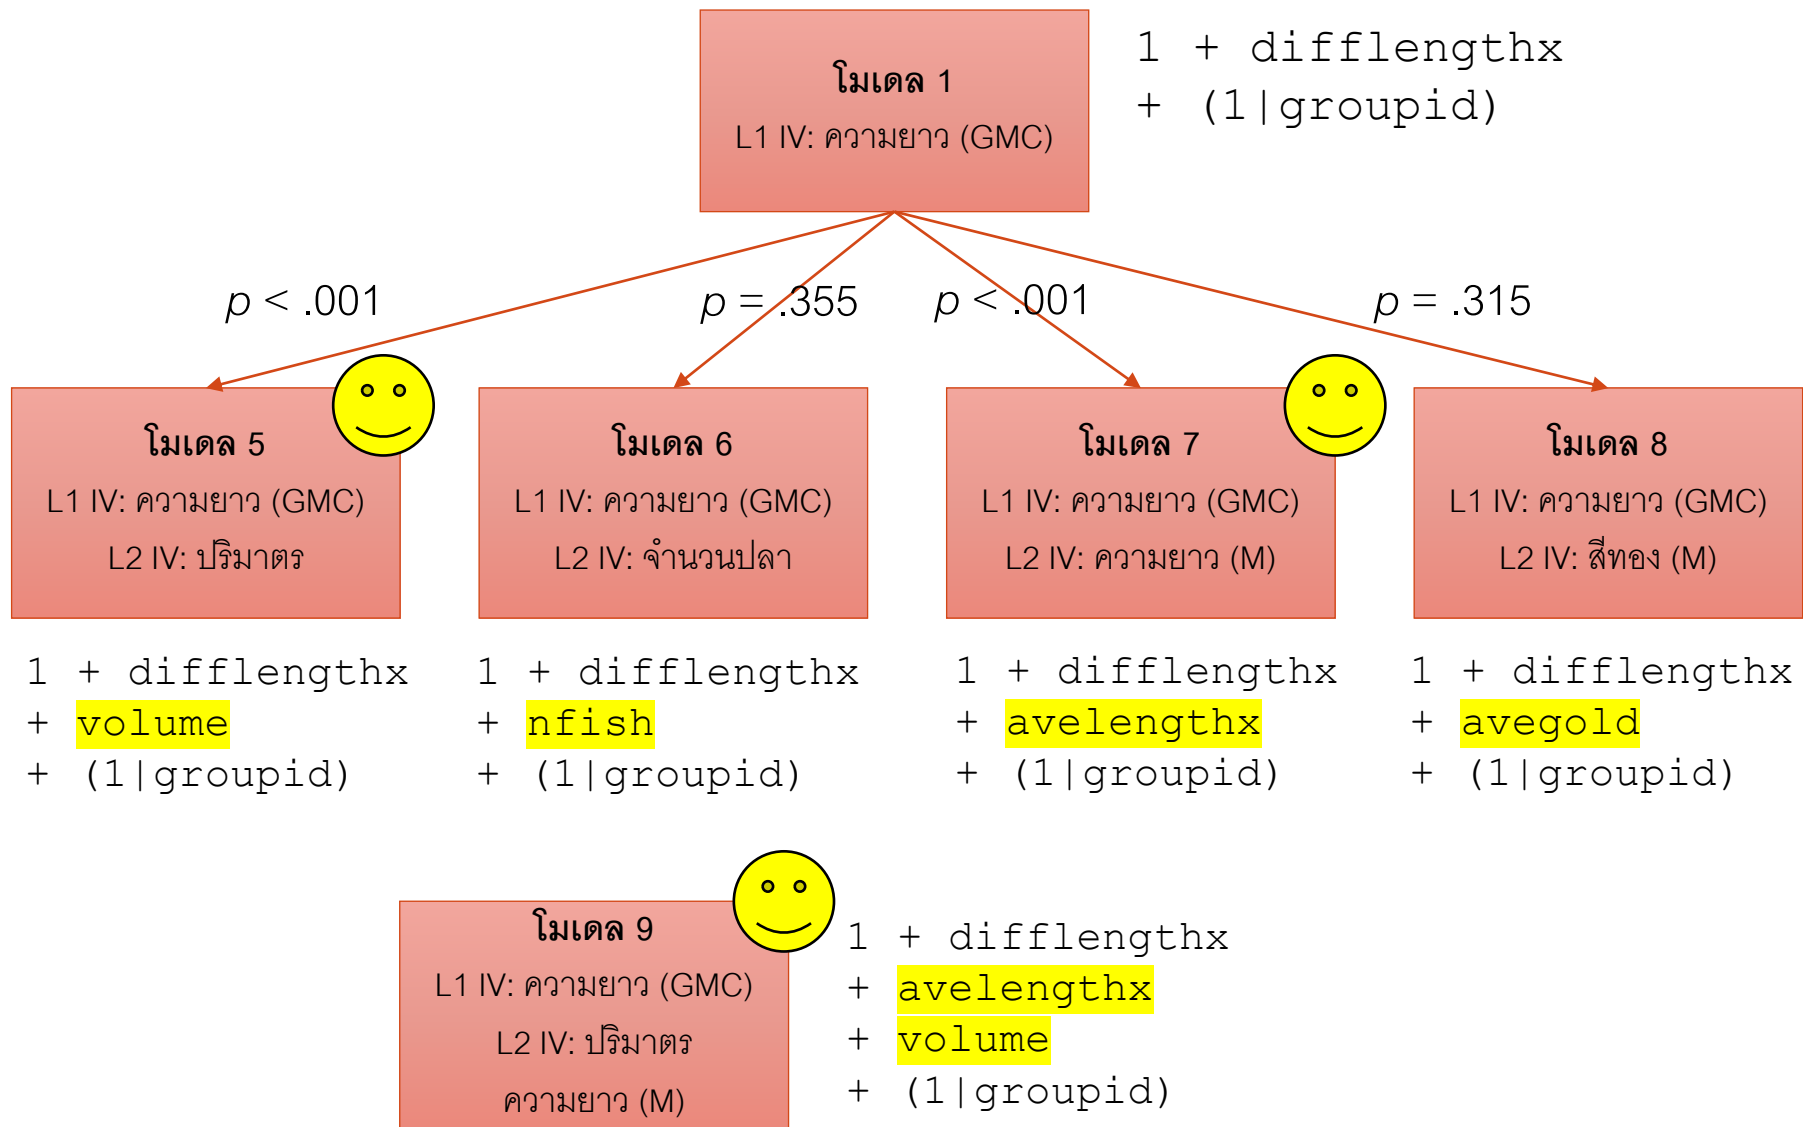 โมเดล 1
L1 IV: ความยาว (GMC)
1 + difflengthx
+ (1|groupid)
p < .001
p = .355
p < .001
p = .315
โมเดล 5
L1 IV: ความยาว (GMC)
L2 IV: ปริมาตร
โมเดล 6
L1 IV: ความยาว (GMC)
L2 IV: จำนวนปลา
โมเดล 7
L1 IV: ความยาว (GMC)
L2 IV: ความยาว (M)
โมเดล 8
L1 IV: ความยาว (GMC)
L2 IV: สีทอง (M)
1 + difflengthx
+ volume
+ (1|groupid)
1 + difflengthx
+ nfish
+ (1|groupid)
1 + difflengthx
+ avelengthx
+ (1|groupid)
1 + difflengthx
+ avegold
+ (1|groupid)
โมเดล 9
L1 IV: ความยาว (GMC)
L2 IV: ปริมาตร
ความยาว (M)
1 + difflengthx
+ avelengthx
+ volume
+ (1|groupid)